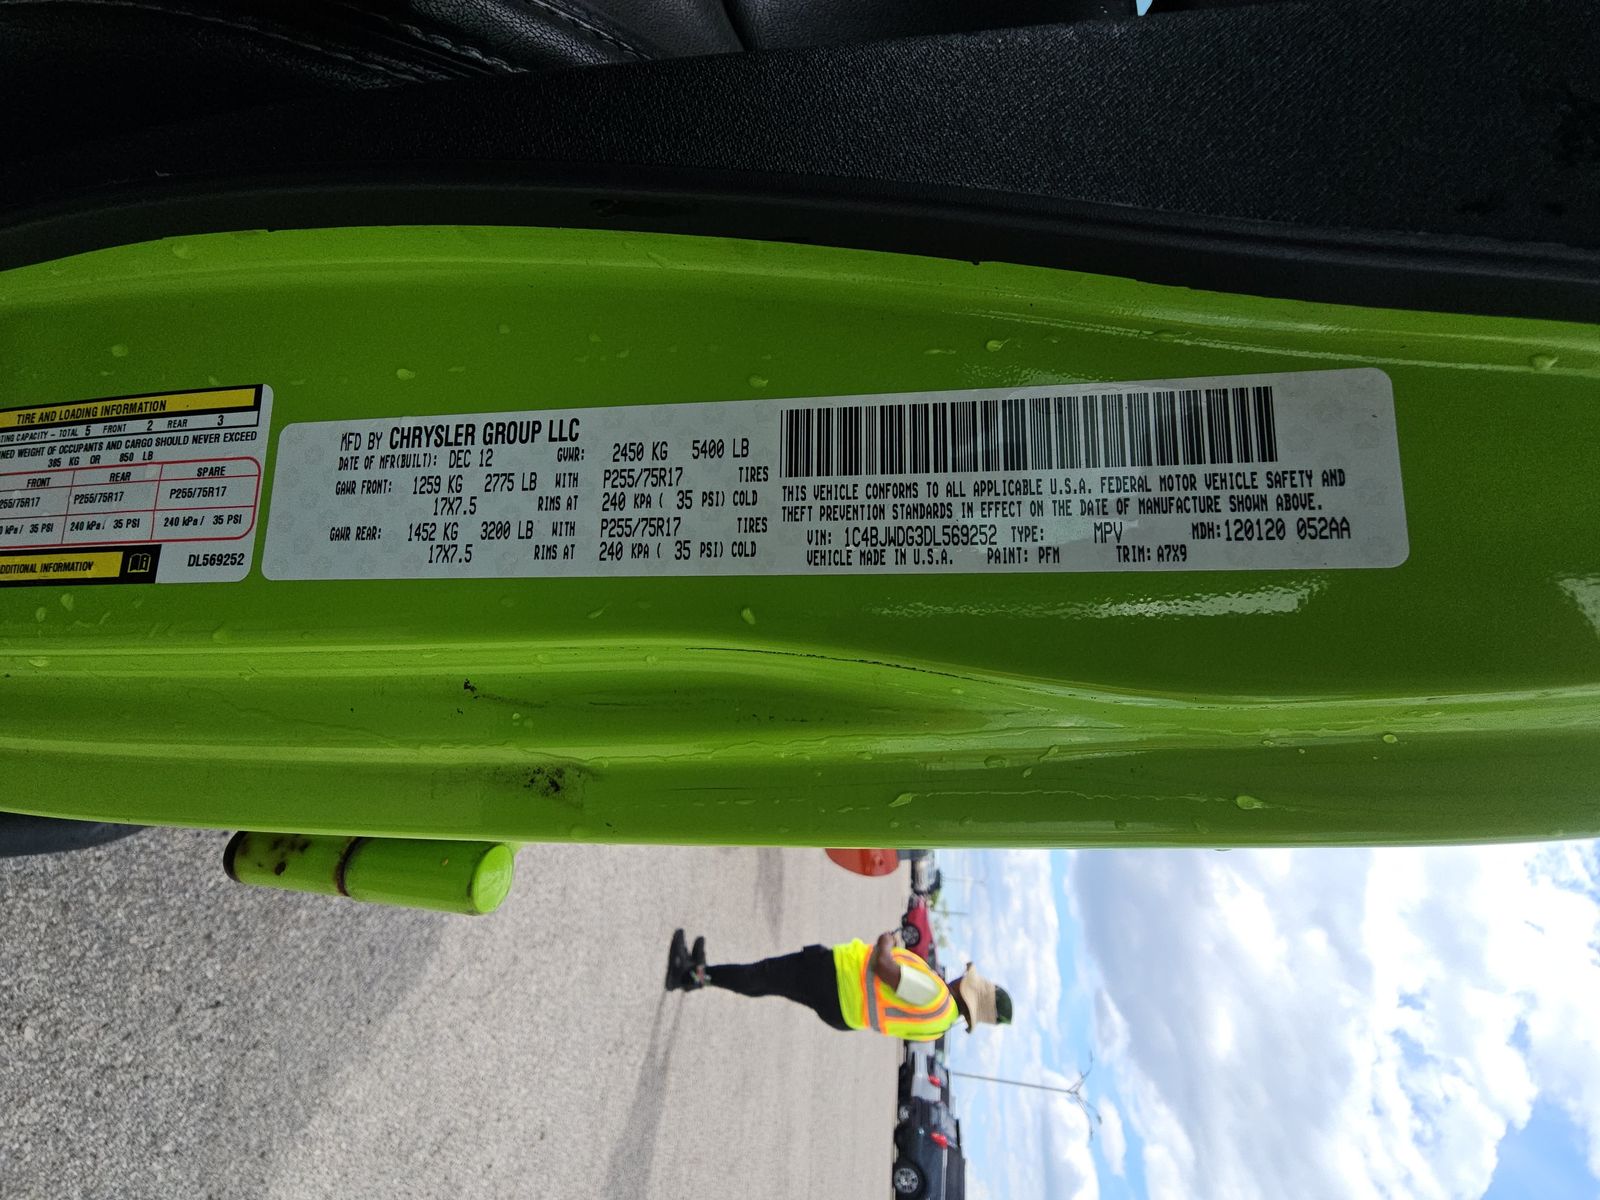 TIRE AND LOADING INFORMATION
TING CAPACITY - TOTAL 5 FRONT 2 REAR 3
NED WEIGHT OF OCCUPANTS AND CARGO SHOULD NEVER EXCEED
385 KG OR 850 LB
FRONT REAR SPARE
P255/75R17 P255/75R17 P255/75R17
0 kPa / 35 PSI 240 kPa / 35 PSI 240 kPa / 35 PSI
ADDITIONAL INFORMATION
DL569252
MFD BY CHRYSLER GROUP LLC
DATE OF MFR(BUILT): DEC 12 GVWR: 2450 KG 5400 LB
GAWR FRONT: 1259 KG 2775 LB WITH P255/75R17 TIRES
17X7.5 RIMS AT 240 KPA ( 35 PSI) COLD
GAWR REAR: 1452 KG 3200 LB WITH P255/75R17 TIRES
17X7.5 RIMS AT 240 KPA ( 35 PSI) COLD
THIS VEHICLE CONFORMS TO ALL APPLICABLE U.S.A. FEDERAL MOTOR VEHICLE SAFETY AND
THEFT PREVENTION STANDARDS IN EFFECT ON THE DATE OF MANUFACTURE SHOWN ABOVE.
VIN: 1C4BJWDG3DL569252 TYPE: MPV MDH: 120120 052AA
VEHICLE MADE IN U.S.A. PAINT: PFM TRIM: A7X9